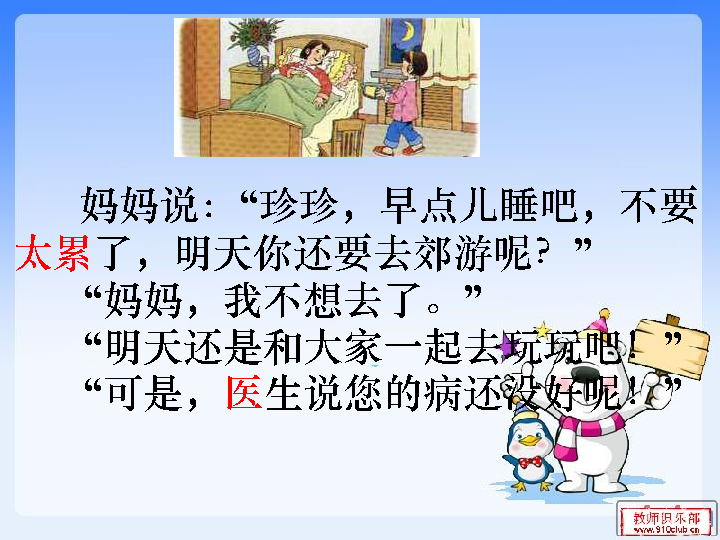 妈妈说：“珍珍，早点儿睡吧，不要
太累了，明天你还要去郊游呢？”
“妈妈，我不想去了。”
“明天还是和大家一起去玩玩吧！”
“可是，医生说您的病还没好呢！”
教师俱乐部
www.910club.cn